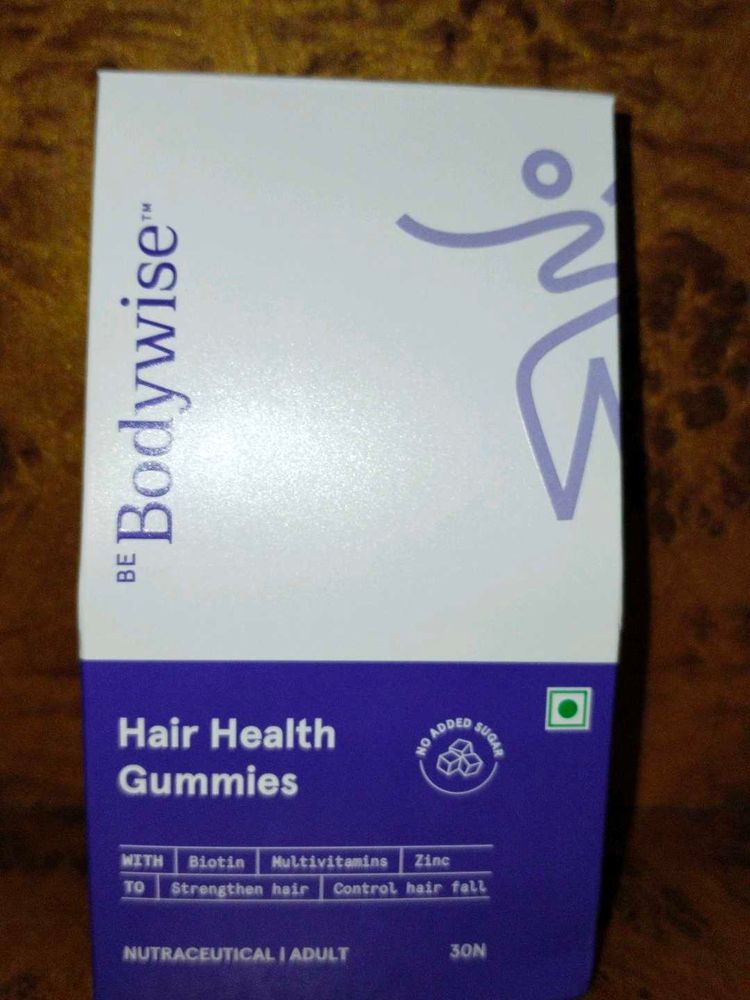 BE Bodywise™
Hair Health
Gummies
NO ADDED SUGAR
WITH | Biotin | Multivitamins | Zinc
TO | Strengthen hair | Control hair fall
NUTRACEUTICAL | ADULT
30N